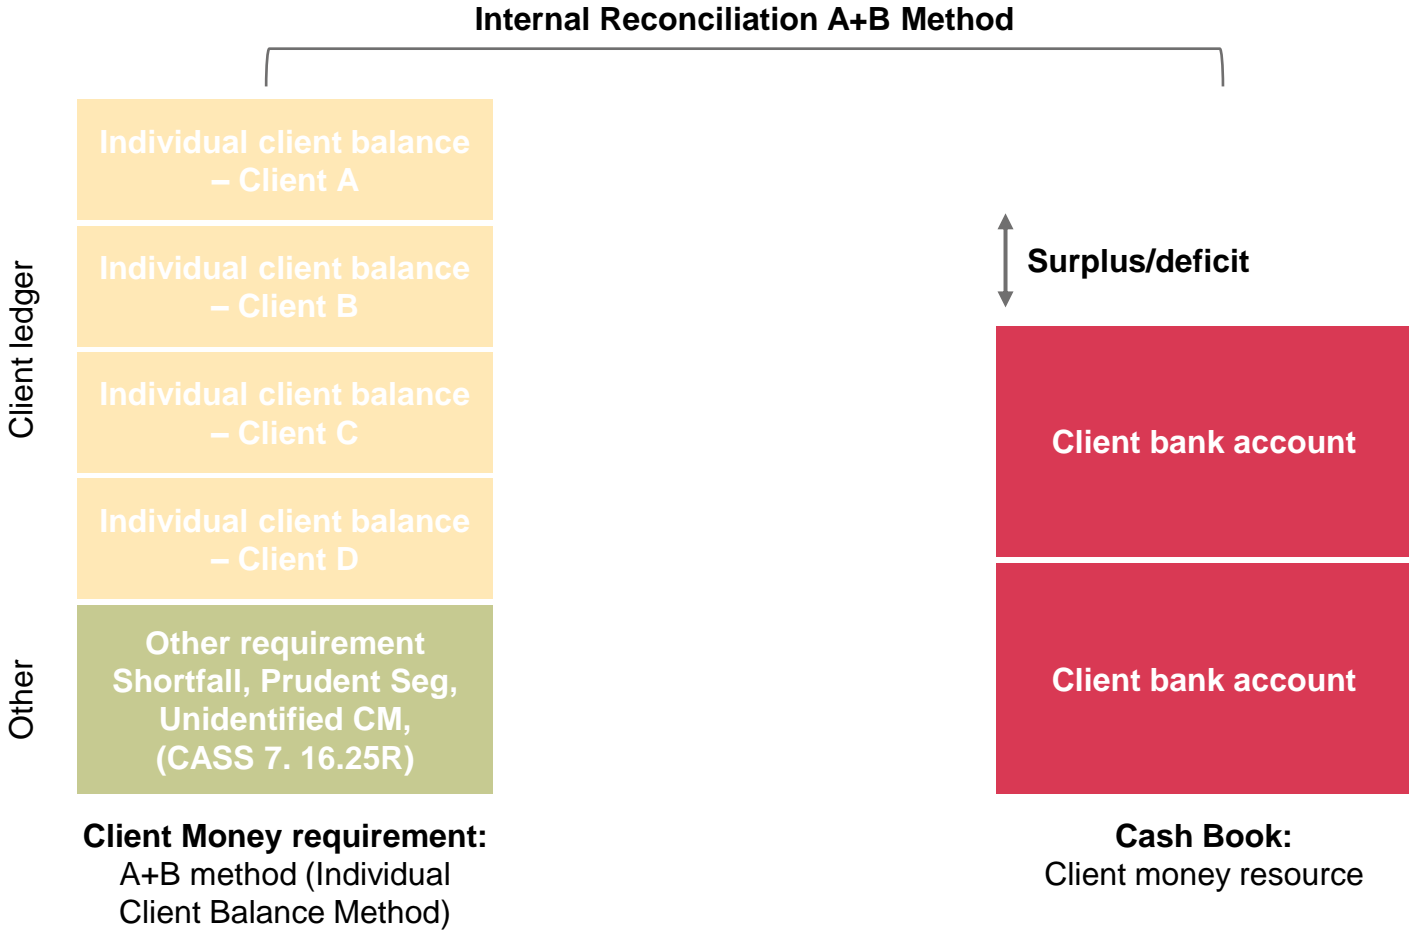 Internal Reconciliation A+B Method
Client ledger
Individual client balance
– Client A
Individual client balance
– Client B
Individual client balance
– Client C
Individual client balance
– Client D
Other
Other requirement
Shortfall, Prudent Seg,
Unidentified CM,
(CASS 7. 16.25R)
Client Money requirement:
A+B method (Individual
Client Balance Method)
Surplus/deficit
Client bank account
Client bank account
Cash Book:
Client money resource